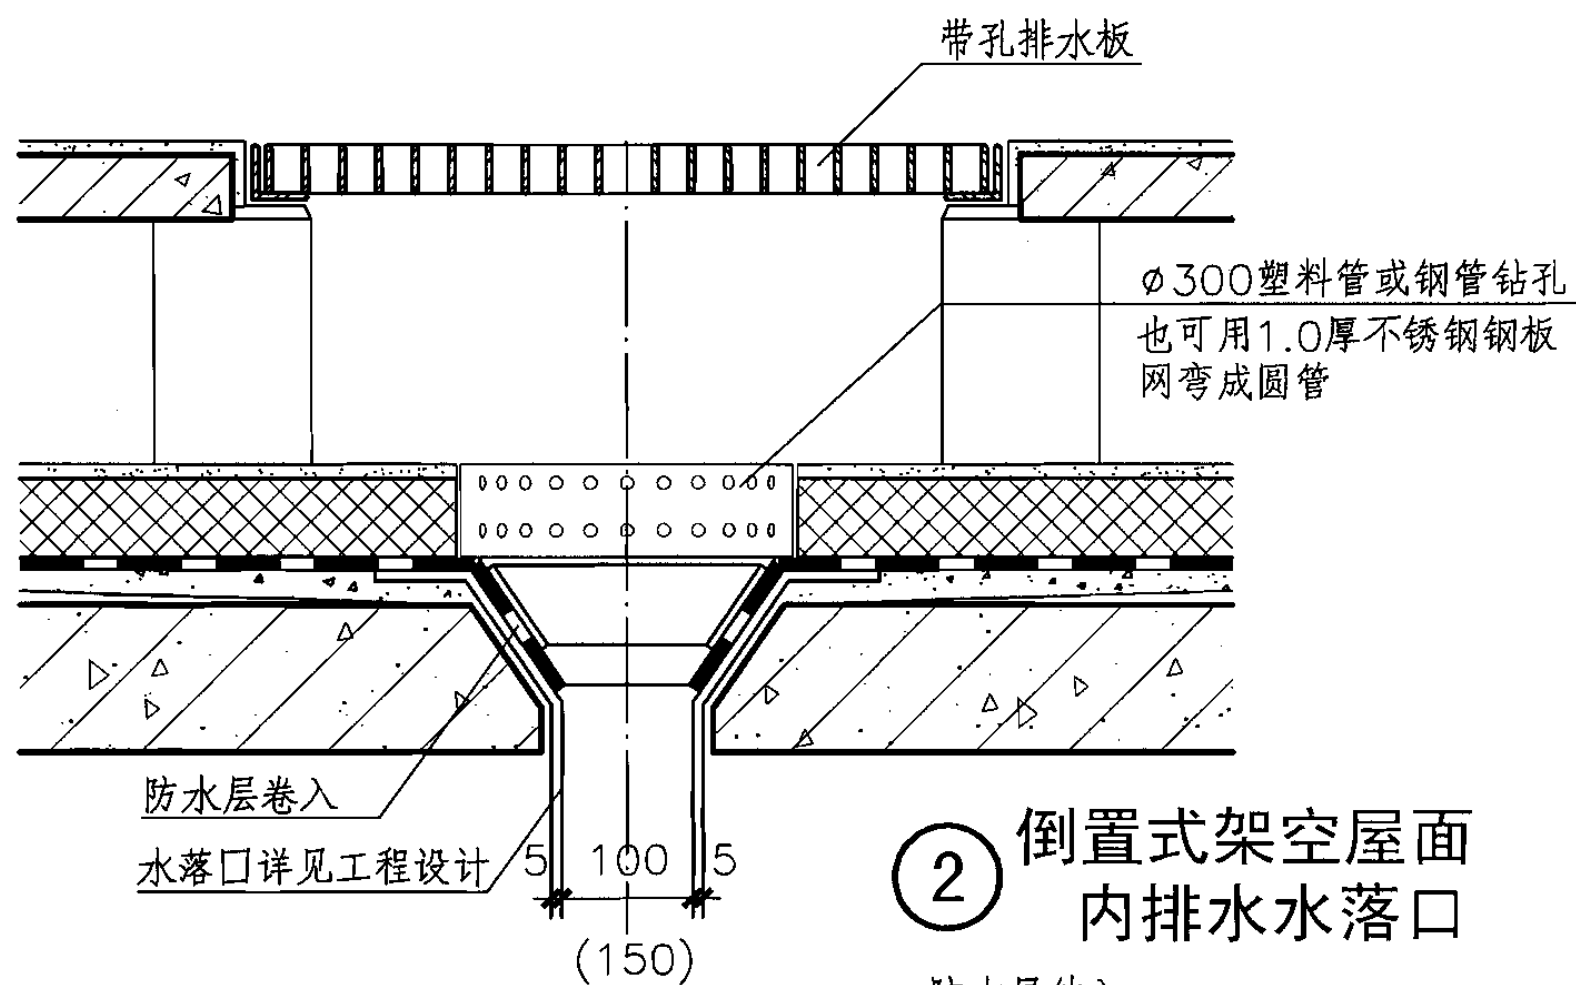 带孔排水板
⌀300塑料管或钢管钻孔
也可用1.0厚不锈钢钢板
网弯成圆管
防水层卷入
水落口详见工程设计
5 100 5
(150)
2 倒置式架空屋面
内排水水落口